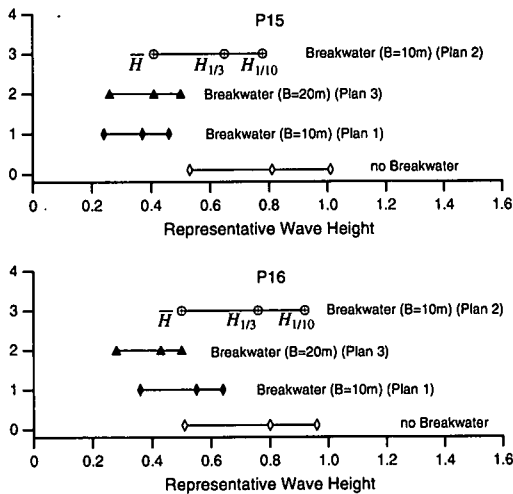 P15
4
3
H̅ H1/3 H1/10 Breakwater (B=10m) (Plan 2)
2 Breakwater (B=20m) (Plan 3)
1 Breakwater (B=10m) (Plan 1)
0 no Breakwater
0 0.2 0.4 0.6 0.8 1.0 1.2 1.4 1.6
Representative Wave Height
P16
4
3
H̅ H1/3 H1/10 Breakwater (B=10m) (Plan 2)
2 Breakwater (B=20m) (Plan 3)
1 Breakwater (B=10m) (Plan 1)
0 no Breakwater
0 0.2 0.4 0.6 0.8 1.0 1.2 1.4 1.6
Representative Wave Height